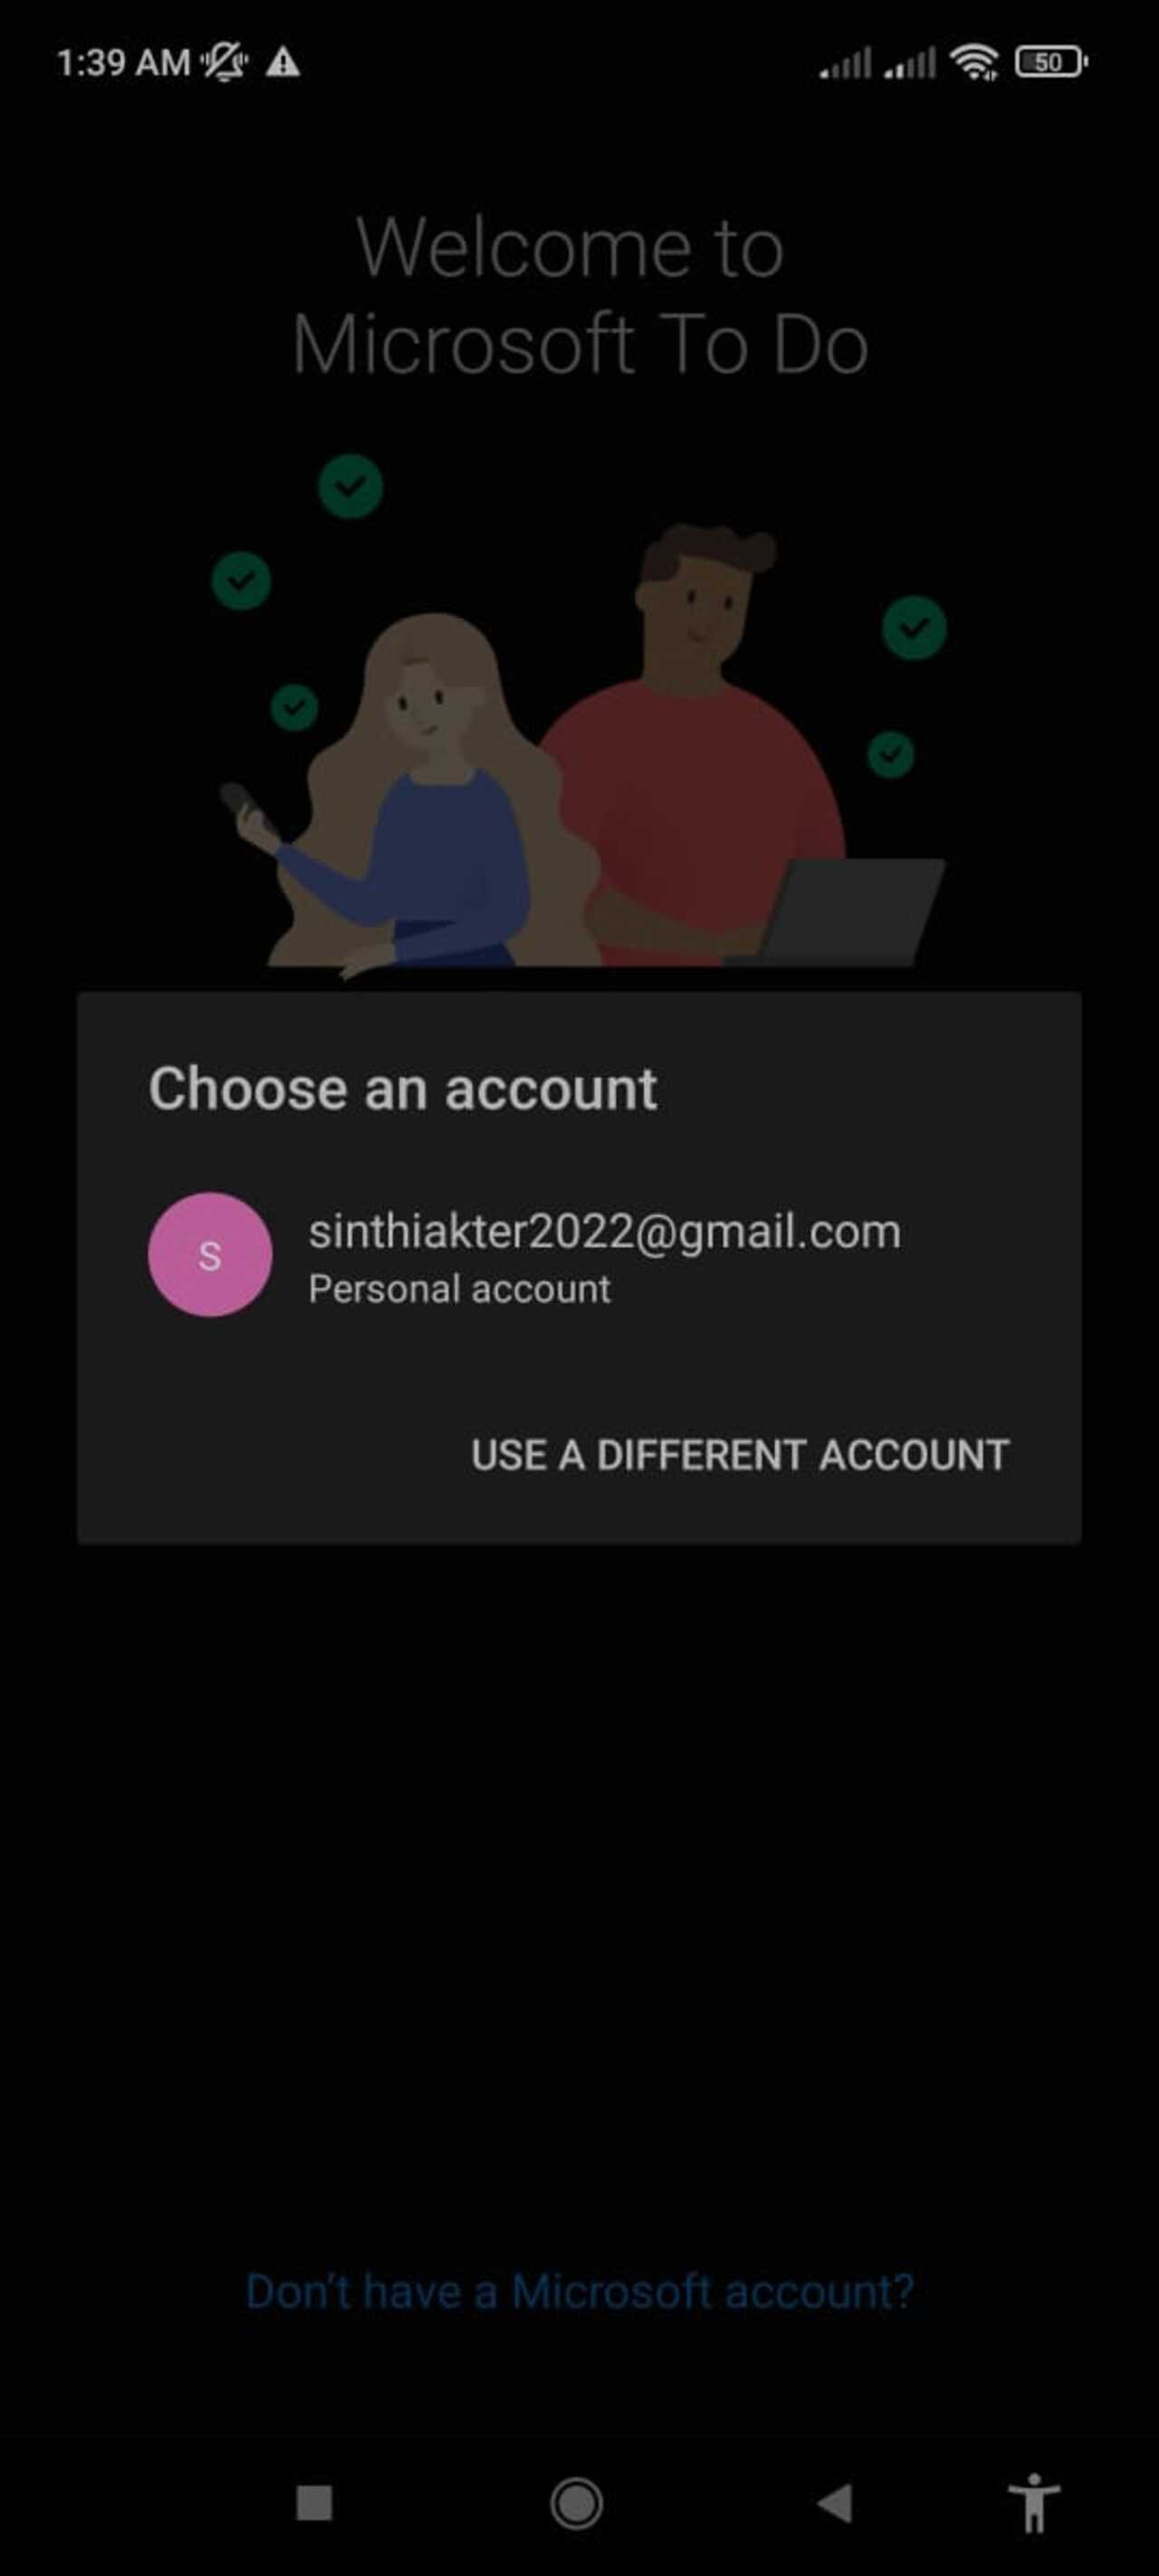 1:39 AM
50
Welcome to
Microsoft To Do
Choose an account
S
sinthiakter2022@gmail.com
Personal account
USE A DIFFERENT ACCOUNT
Don't have a Microsoft account?